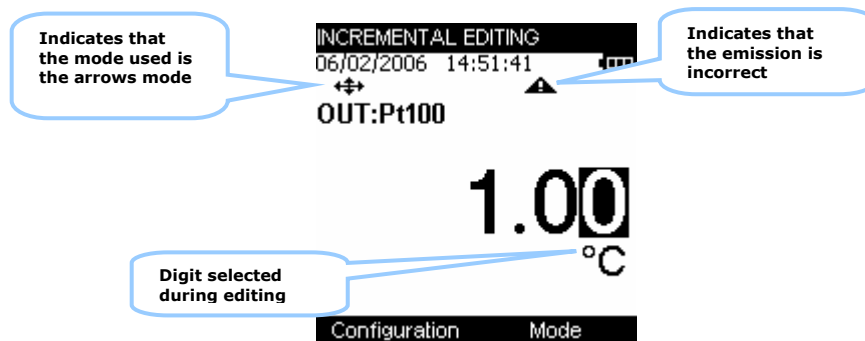 Indicates that
the mode used is
the arrows mode
INCREMENTAL EDITING
06/02/2006 14:51:41
OUT:Pt100
1.00
°C
Configuration Mode
Indicates that
the emission is
incorrect
Digit selected
during editing